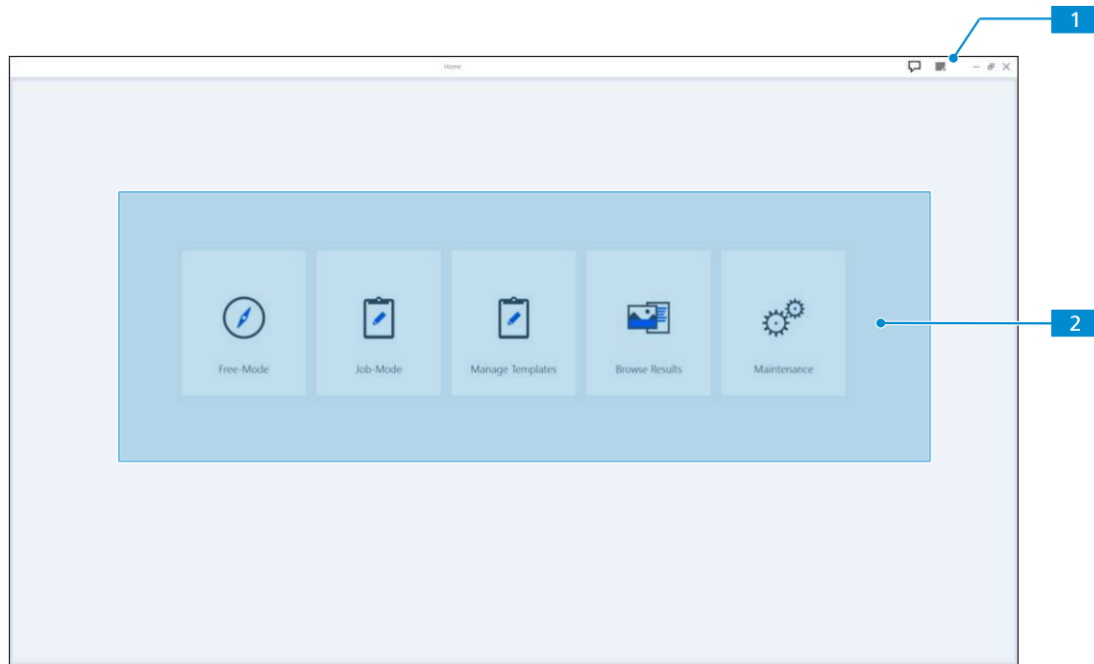 1
Home
2
Free-Mode
Job-Mode
Manage Templates
Browse Results
Maintenance